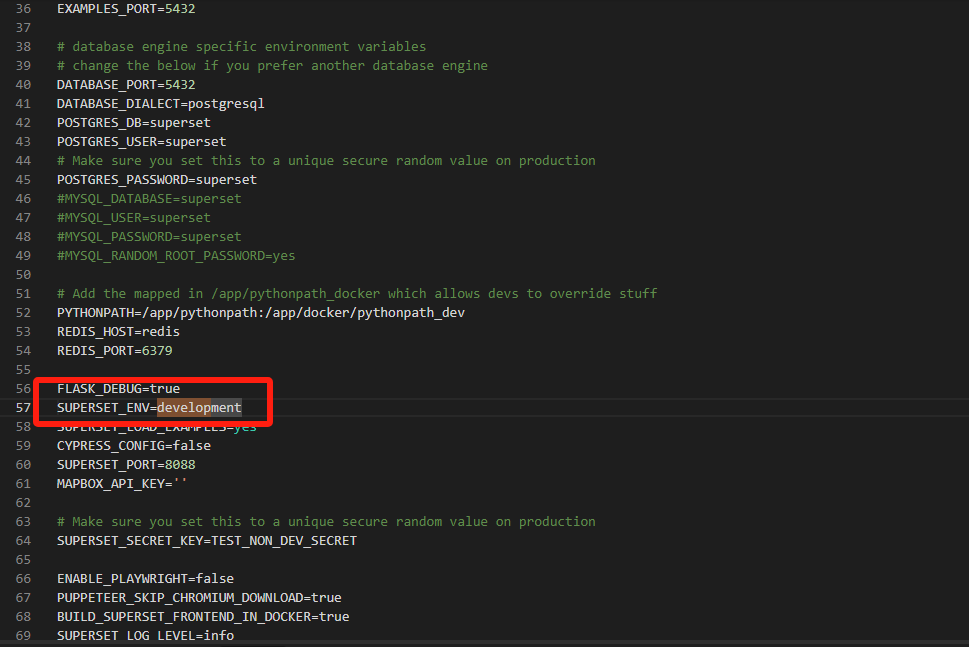 36 EXAMPLES_PORT=5432
37
38 # database engine specific environment variables
39 # change the below if you prefer another database engine
40 DATABASE_PORT=5432
41 DATABASE_DIALECT=postgresql
42 POSTGRES_DB=superset
43 POSTGRES_USER=superset
44 # Make sure you set this to a unique secure random value on production
45 POSTGRES_PASSWORD=superset
46 #MYSQL_DATABASE=superset
47 #MYSQL_USER=superset
48 #MYSQL_PASSWORD=superset
49 #MYSQL_RANDOM_ROOT_PASSWORD=yes
50
51 # Add the mapped in /app/pythonpath_docker which allows devs to override stuff
52 PYTHONPATH=/app/pythonpath:/app/docker/pythonpath_dev
53 REDIS_HOST=redis
54 REDIS_PORT=6379
55
56 FLASK_DEBUG=true
57 SUPERSET_ENV=development
58 SUPERSET_LOAD_EXAMPLES=yes
59 CYPRESS_CONFIG=false
60 SUPERSET_PORT=8088
61 MAPBOX_API_KEY=''
62
63 # Make sure you set this to a unique secure random value on production
64 SUPERSET_SECRET_KEY=TEST_NON_DEV_SECRET
65
66 ENABLE_PLAYWRIGHT=false
67 PUPPETEER_SKIP_CHROMIUM_DOWNLOAD=true
68 BUILD_SUPERSET_FRONTEND_IN_DOCKER=true
69 SUPERSET_LOG_LEVEL=info